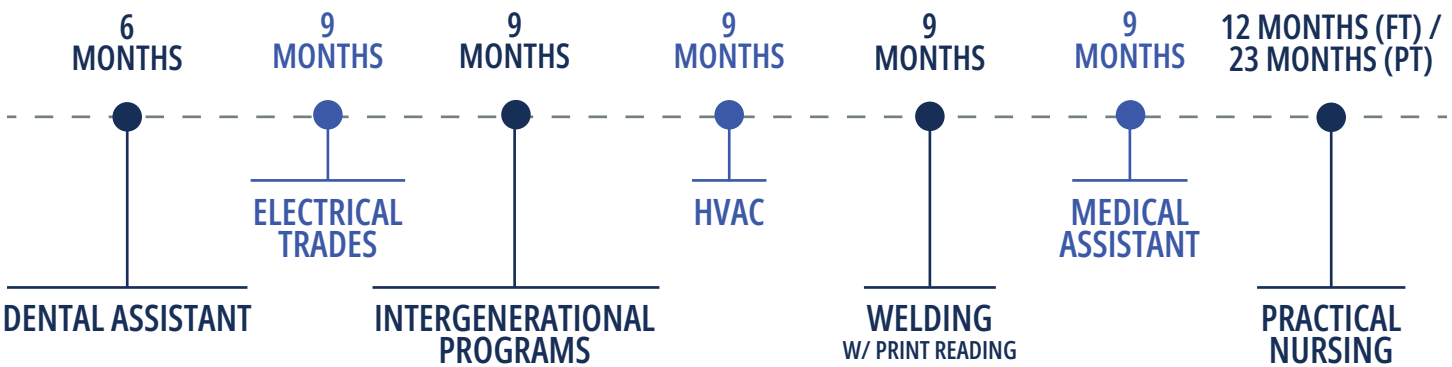 6
MONTHS
9
MONTHS
9
MONTHS
9
MONTHS
9
MONTHS
9
MONTHS
12 MONTHS (FT) /
23 MONTHS (PT)
ELECTRICAL
TRADES
HVAC
MEDICAL
ASSISTANT
DENTAL ASSISTANT
INTERGENERATIONAL
PROGRAMS
WELDING
W/ PRINT READING
PRACTICAL
NURSING